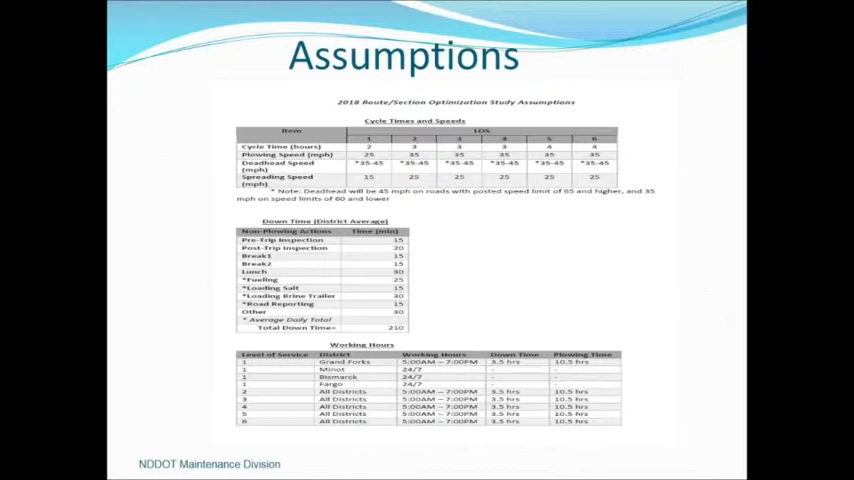 Assumptions
2018 Route/Section Optimization Study Assumptions
Cycle Times and Speeds
Item LOS
1 2 3 4 5 6
Cycle Time (hours) 2 3 3 3 4 4
Plowing Speed (mph) 25 35 35 35 35 35
Deadhead Speed (mph) *35-45 *35-45 *35-45 *35-45 *35-45 *35-45
Spreading Speed (mph) 15 25 25 25 25 25
* Note: Deadhead will be 45 mph on roads with posted speed limit of 65 and higher, and 35
mph on speed limits of 60 and lower
Down Time (District Average)
Non-Plowing Actions Time (min)
Pre-Trip Inspection 15
Post-Trip Inspection 20
Break1 15
Break2 15
Lunch 30
*Fueling 25
*Loading Salt 15
*Loading Brine Trailer 30
*Road Reporting 15
Other 30
* Average Daily Total
Total Down Time= 210
Working Hours
Level of Service District Working Hours Down Time Plowing Time
1 Grand Forks 5:00AM – 7:00PM 3.5 hrs 10.5 hrs
1 Minot 24/7 - -
1 Bismarck 24/7 - -
1 Fargo 24/7 - -
2 All Districts 5:00AM – 7:00PM 3.5 hrs 10.5 hrs
3 All Districts 5:00AM – 7:00PM 3.5 hrs 10.5 hrs
4 All Districts 5:00AM – 7:00PM 3.5 hrs 10.5 hrs
5 All Districts 5:00AM – 7:00PM 3.5 hrs 10.5 hrs
6 All Districts 5:00AM – 7:00PM 3.5 hrs 10.5 hrs
NDDOT Maintenance Division